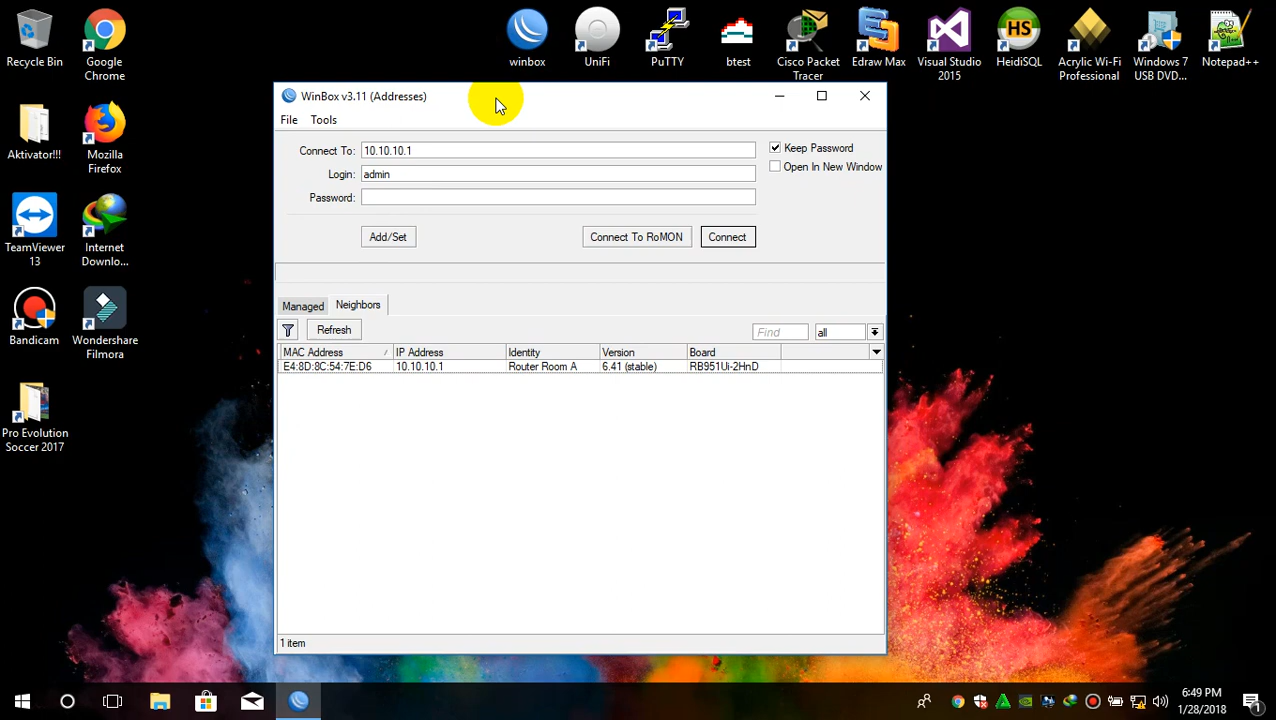 Recycle Bin
Google
Chrome
winbox
UniFi
PuTTY
btest
Cisco Packet
Tracer
Edraw Max
Visual Studio
2015
HeidiSQL
Acrylic Wi-Fi
Professional
Windows 7
USB DVD...
Notepad++
Aktivator!!!
Mozilla
Firefox
TeamViewer
13
Internet
Downlo...
Bandicam
Wondershare
Filmora
Pro Evolution
Soccer 2017
WinBox v3.11 (Addresses)
File Tools
Connect To: 10.10.10.1
Keep Password
Login: admin
Open In New Window
Password:
Add/Set Connect To RoMON Connect
Managed Neighbors
Refresh Find all
MAC Address IP Address Identity Version Board
E4:8D:8C:54:7E:D6 10.10.10.1 Router Room A 6.41 (stable) RB951Ui-2HnD
1 item
HS
6:49 PM
1/28/2018
1